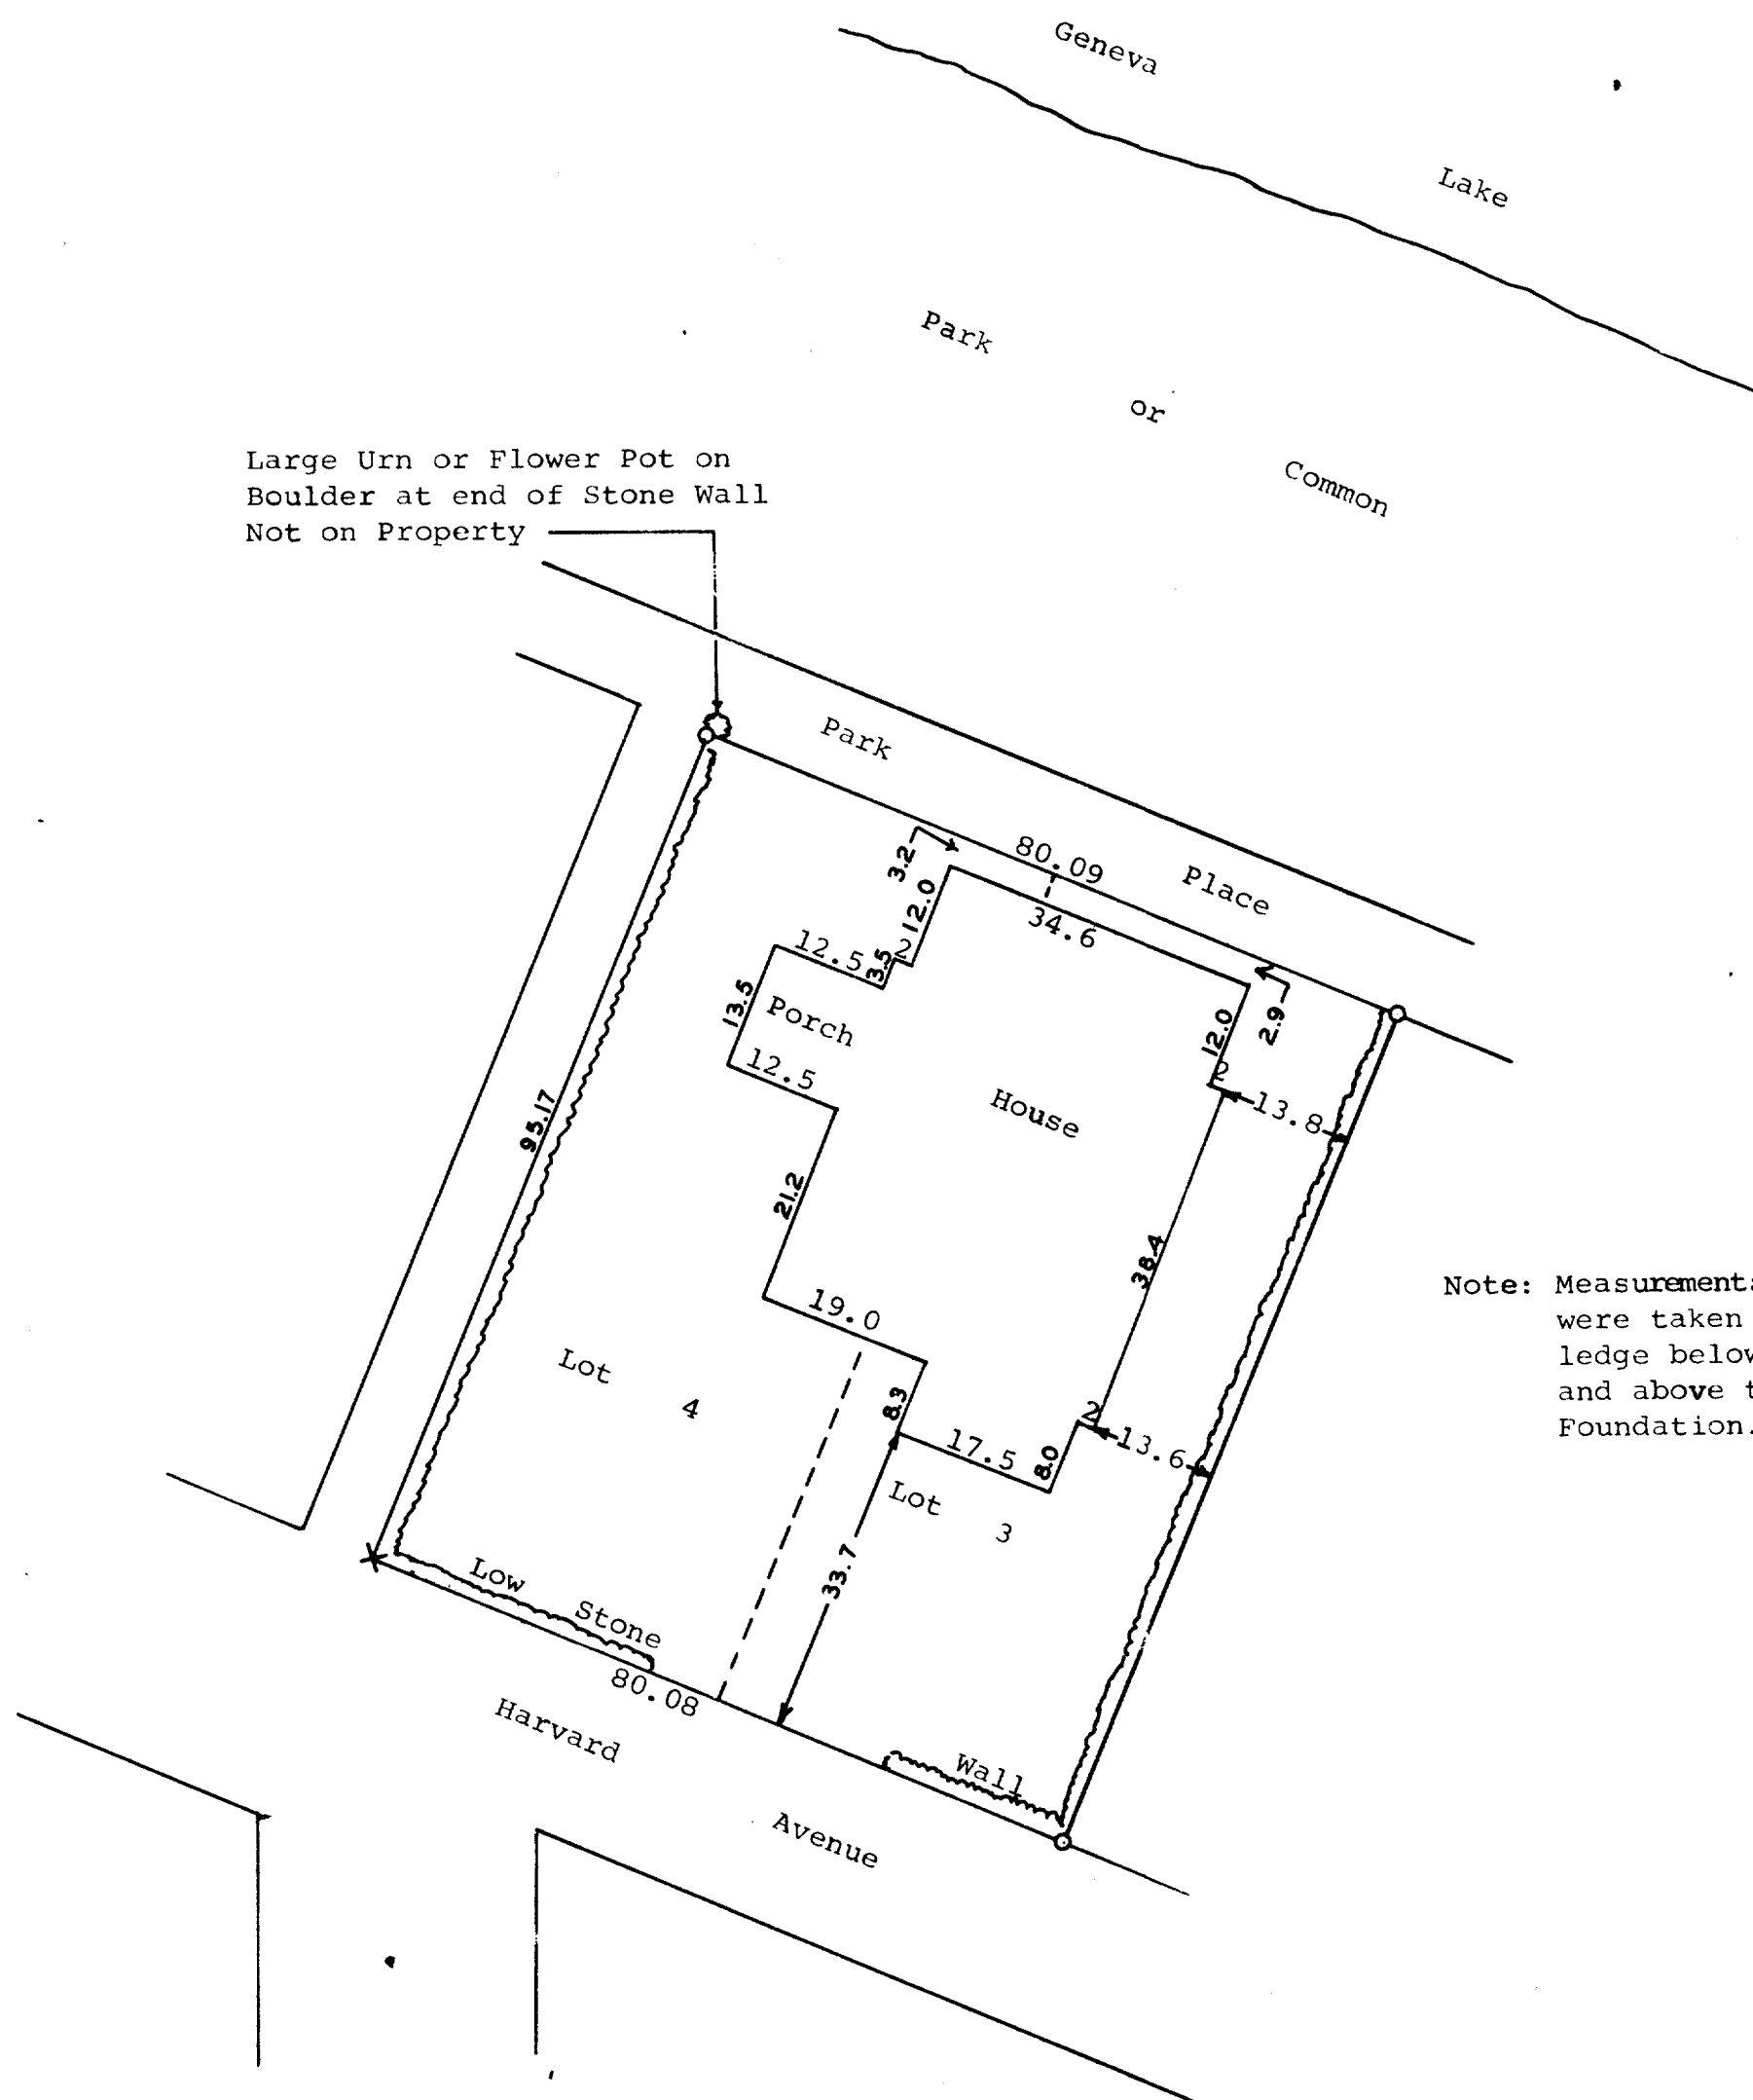 Geneva
Lake
Park
or
Common
Large Urn or Flower Pot on
Boulder at end of Stone Wall
Not on Property
Park
Place
80.09
3.2
12.0
34.6
2
3.5
12.5
13.5
Porch
12.5
2.9
12.0
2
13.8
House
95.17
21.2
38.4
Note: Measurement
were taken
ledge below
and above t
Foundation.
19.0
Lot 4
8.3
17.5
8.0
2
13.6
Lot 3
33.7
Low
Stone
80.08
Wall
Harvard
Avenue